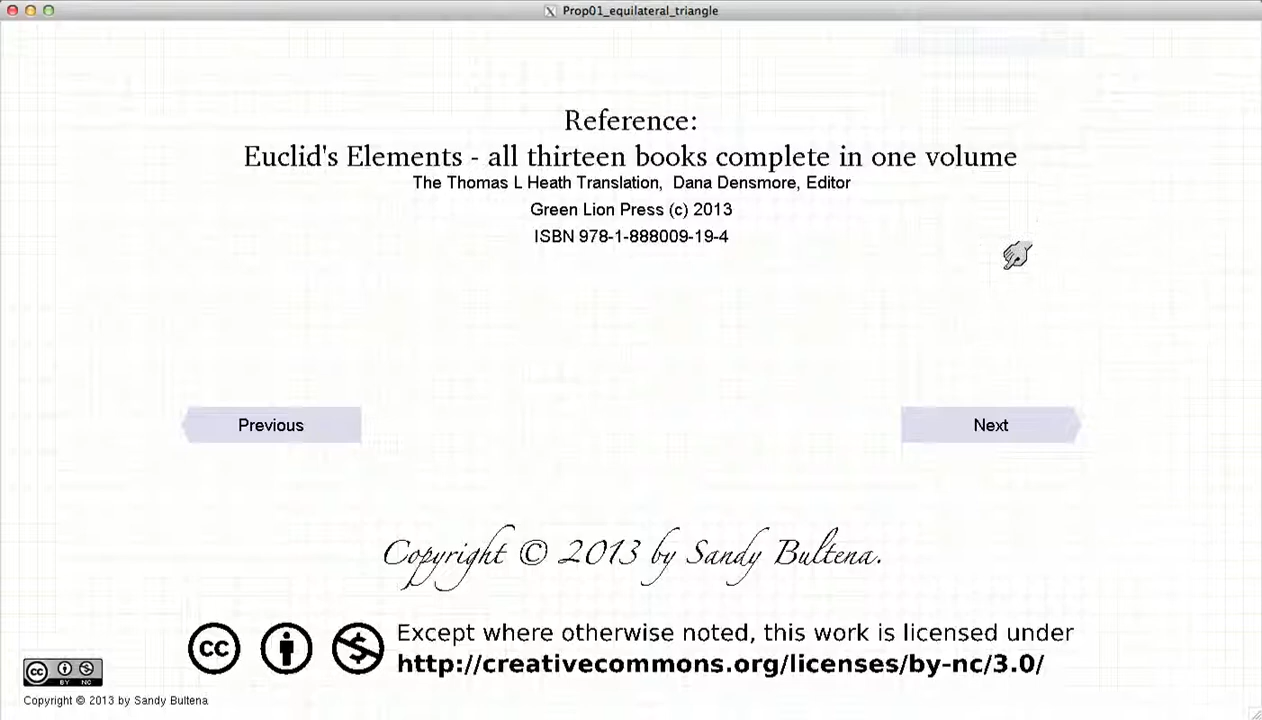 Prop01_equilateral_triangle
Reference:
Euclid's Elements - all thirteen books complete in one volume
The Thomas L Heath Translation, Dana Densmore, Editor
Green Lion Press (c) 2013
ISBN 978-1-888009-19-4
Previous
Next
Copyright © 2013 by Sandy Bultena.
Except where otherwise noted, this work is licensed under
http://creativecommons.org/licenses/by-nc/3.0/
BY NC
Copyright © 2013 by Sandy Bultena